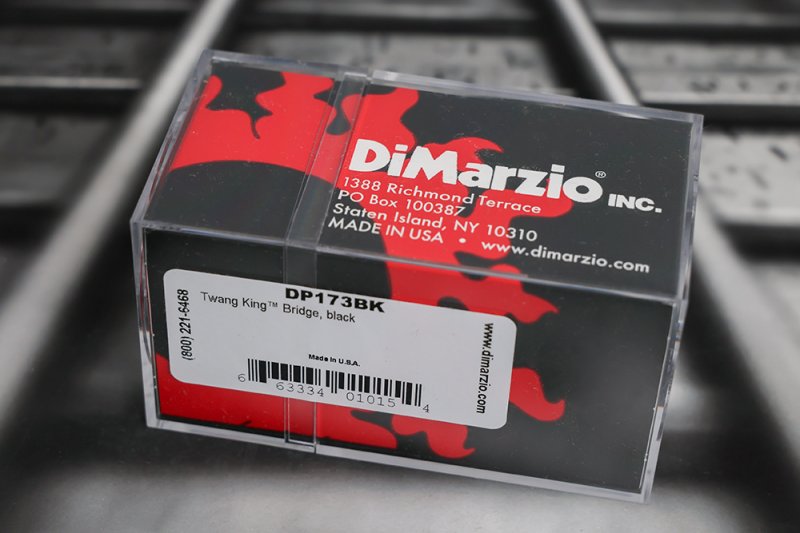 DiMarzio® INC.
1388 Richmond Terrace
PO Box 100387
Staten Island, NY 10310
MADE IN USA • www.dimarzio.com
(800) 221-6468
DP173BK
Twang King™ Bridge, black
Made in U.S.A.
6 63334 01015 4
www.dimarzio.com